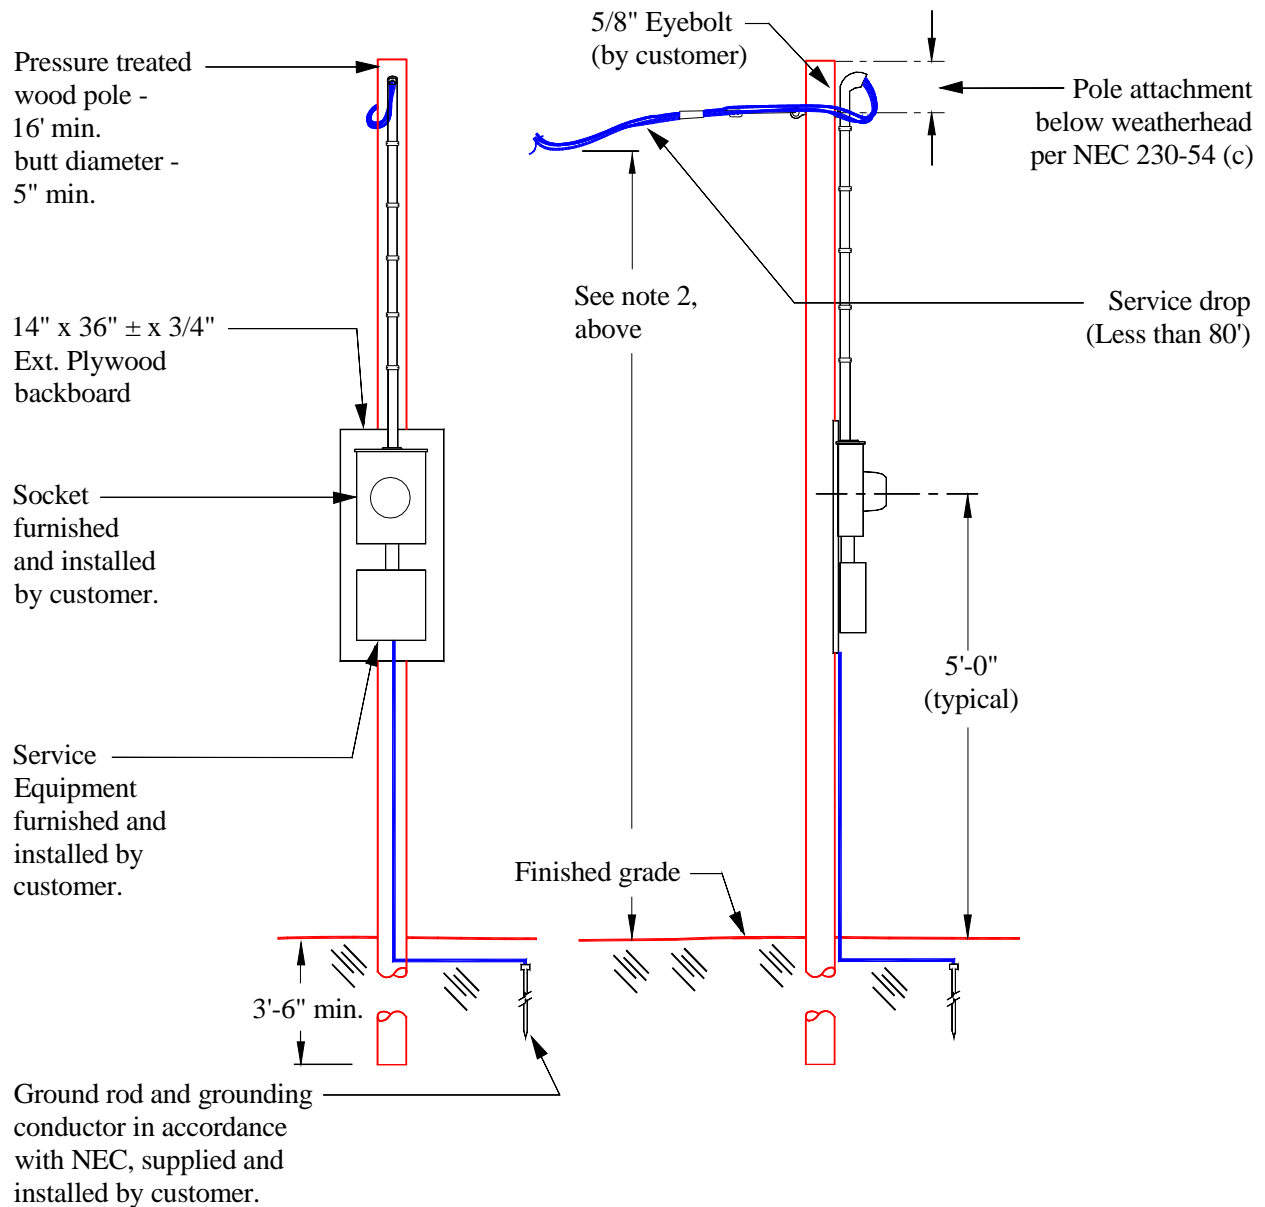 Pressure treated
wood pole -
16' min.
butt diameter -
5" min.
5/8" Eyebolt
(by customer)
Pole attachment
below weatherhead
per NEC 230-54 (c)
See note 2,
above
Service drop
(Less than 80')
14" x 36" ± x 3/4"
Ext. Plywood
backboard
Socket
furnished
and installed
by customer.
5'-0"
(typical)
Service
Equipment
furnished and
installed by
customer.
Finished grade
3'-6" min.
Ground rod and grounding
conductor in accordance
with NEC, supplied and
installed by customer.